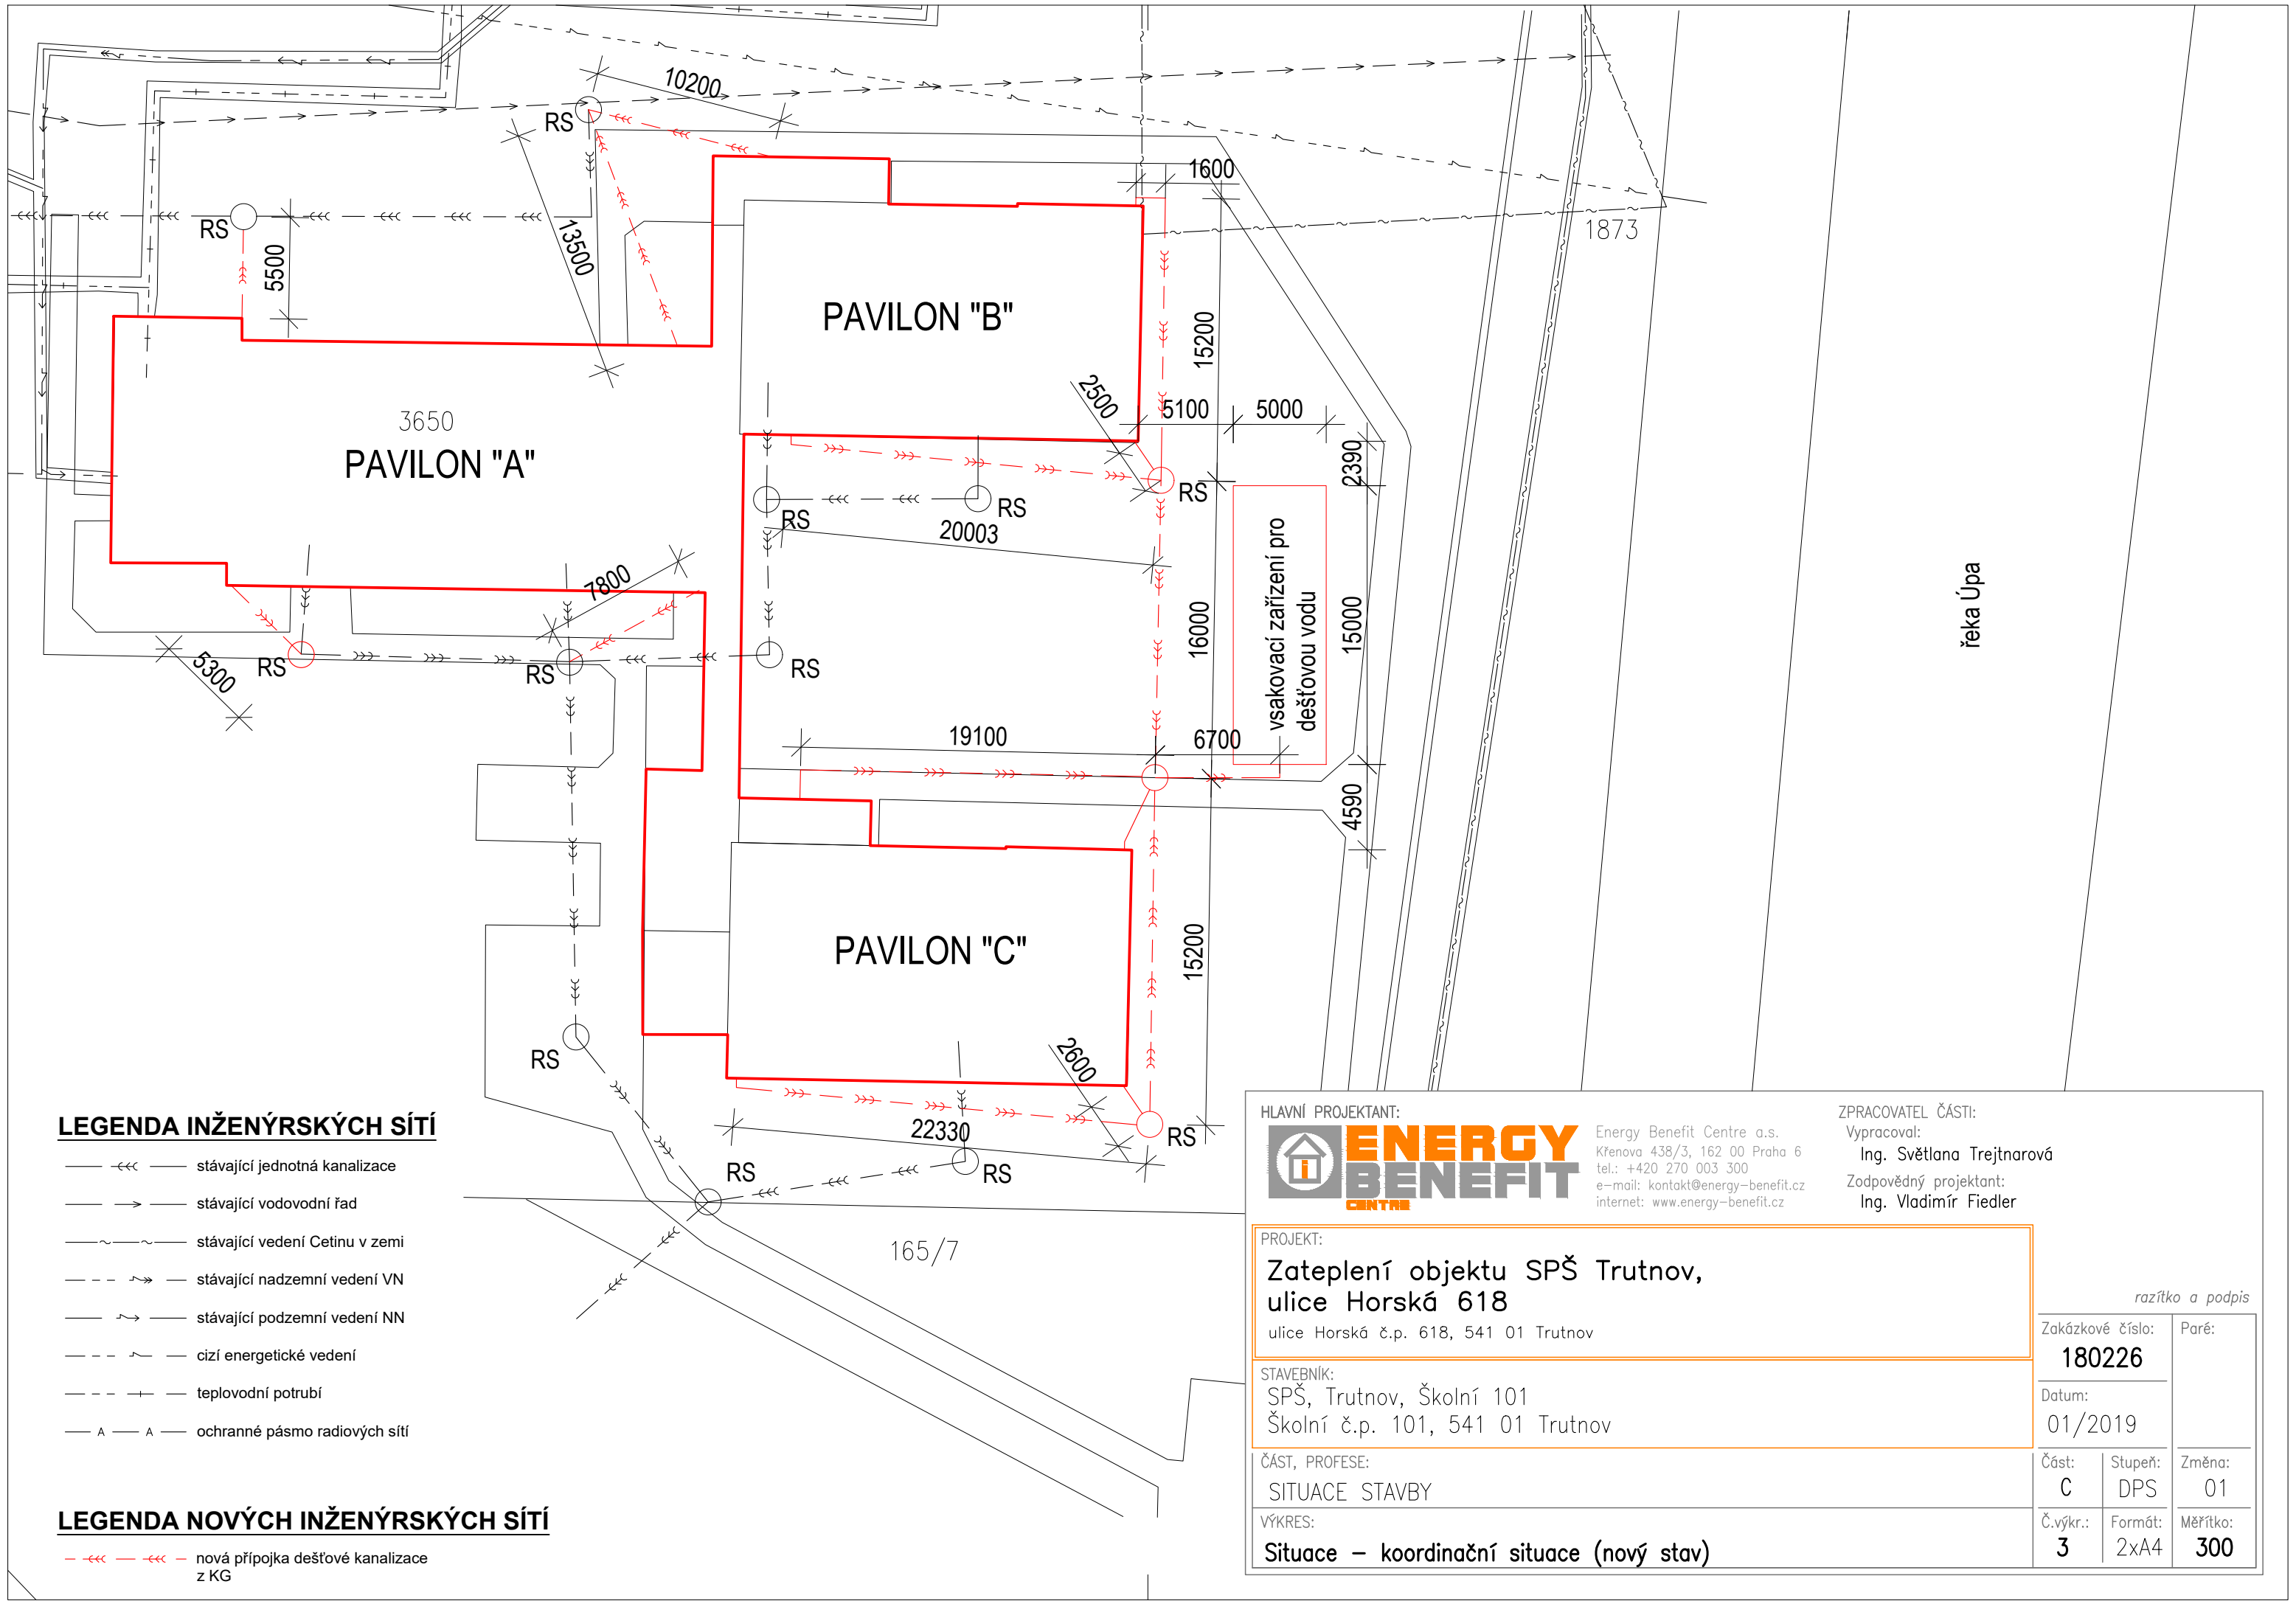 10200
RS
1600
RS
13500
1873
5500
PAVILON "B"
15200
2500
5100
5000
3650
PAVILON "A"
2390
RS
RS
RS
20003
vsakovací zařízení pro
dešťovou vodu
7800
16000
15000
řeka Úpa
RS
RS
RS
5300
19100
6700
4590
PAVILON "C"
15200
RS
2600
22330
RS
RS
RS
165/7
LEGENDA INŽENÝRSKÝCH SÍTÍ
stávající jednotná kanalizace
stávající vodovodní řad
stávající vedení Cetinu v zemi
stávající nadzemní vedení VN
stávající podzemní vedení NN
cizí energetické vedení
teplovodní potrubí
A A ochranné pásmo radiových sítí
LEGENDA NOVÝCH INŽENÝRSKÝCH SÍTÍ
nová přípojka dešťové kanalizace
z KG
HLAVNÍ PROJEKTANT:
ENERGY
BENEFIT
CENTRE
Energy Benefit Centre a.s.
Křenova 438/3, 162 00 Praha 6
tel.: +420 270 003 300
e-mail: kontakt@energy-benefit.cz
internet: www.energy-benefit.cz
ZPRACOVATEL ČÁSTI:
Vypracoval:
Ing. Světlana Trejtnarová
Zodpovědný projektant:
Ing. Vladimír Fiedler
PROJEKT:
Zateplení objektu SPŠ Trutnov,
ulice Horská 618
ulice Horská č.p. 618, 541 01 Trutnov
razítko a podpis
STAVEBNÍK:
SPŠ, Trutnov, Školní 101
Školní č.p. 101, 541 01 Trutnov
Zakázkové číslo:
180226
Paré:
Datum:
01/2019
ČÁST, PROFESE:
SITUACE STAVBY
Část:
C
Stupeň:
DPS
Změna:
01
VÝKRES:
Situace – koordinační situace (nový stav)
Č.výkr.:
3
Formát:
2xA4
Měřítko:
300